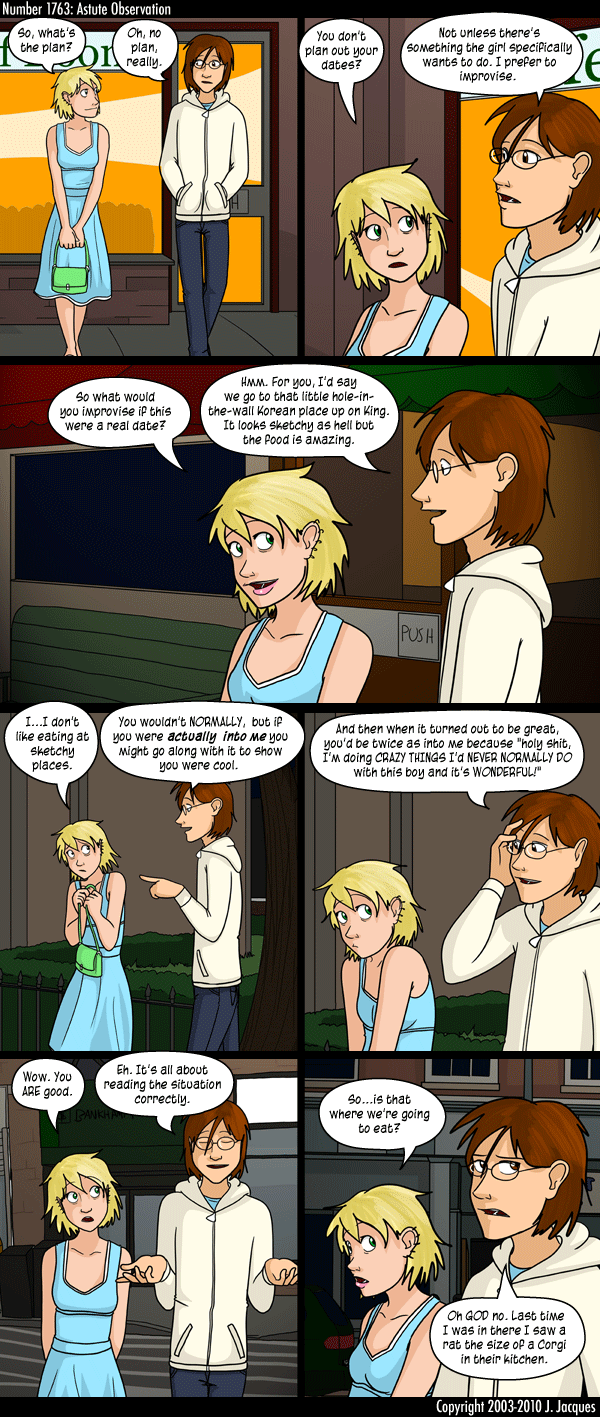 Number 1763: Astute Observation
So, what's
the plan?
Oh, no
plan,
really.
You don't
plan out your
dates?
Not unless there's
something the girl specifically
wants to do. I prefer to
improvise.
So what would
you improvise if this
were a real date?
Hmm. For you, I'd say
we go to that little hole-in-
the-wall Korean place up on King.
It looks sketchy as hell but
the food is amazing.
PUSH
I...I don't
like eating at
sketchy
places.
You wouldn't NORMALLY, but if
you were actually into me you
might go along with it to show
you were cool.
And then when it turned out to be great,
you'd be twice as into me because "holy shit,
I'm doing CRAZY THINGS I'd NEVER NORMALLY DO
with this boy and it's WONDERFUL!"
Wow. You
ARE good.
Eh. It's all about
reading the situation
correctly.
So...is that
where we're going
to eat?
Oh GOD no. Last time
I was in there I saw a
rat the size of a Corgi
in their kitchen.
Copyright 2003-2010 J. Jacques